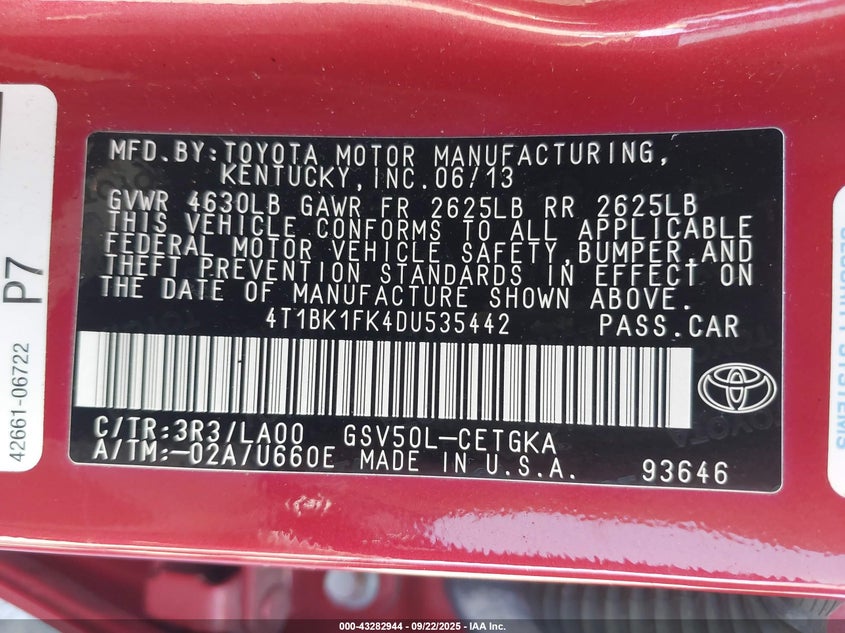 MFD.BY:TOYOTA MOTOR MANUFACTURING,
KENTUCKY,INC.06/13
GVWR 4630LB GAWR FR 2625LB RR 2625LB
THIS VEHICLE CONFORMS TO ALL APPLICABLE
FEDERAL MOTOR VEHICLE SAFETY,BUMPER,AND
THEFT PREVENTION STANDARDS IN EFFECT ON
THE DATE OF MANUFACTURE SHOWN ABOVE.
4T1BK1FK4DU535442 PASS.CAR
C/TR:3R3/LA00 GSV50L-CETGKA
A/TM:-02A/U660E MADE IN U.S.A. 93646
42661-06722 P7
SECURITY SYSTEMS
000-43282944 - 09/22/2025 - IAA Inc.